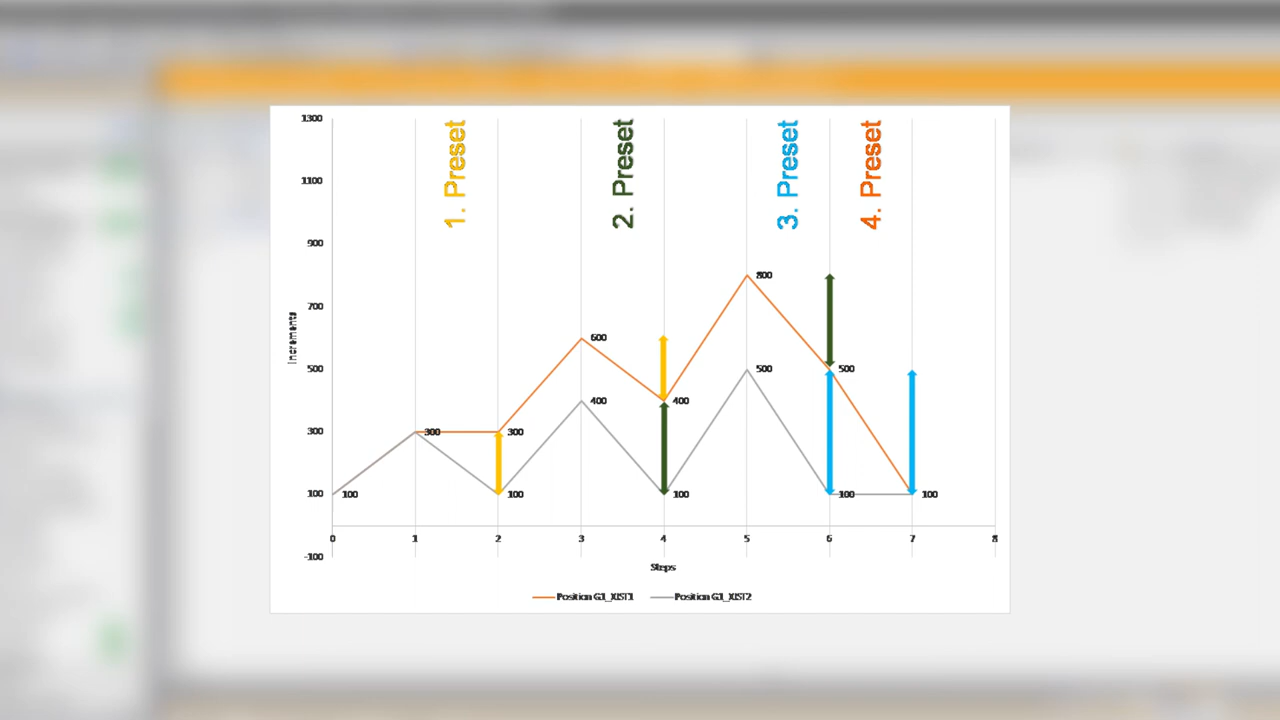 1300
1100
900
700
500
300
100
-100
Increments
1. Preset
2. Preset
3. Preset
4. Preset
800
600
500
500
400
400
300
300
100
100
100
100
100
0 1 2 3 4 5 6 7 8
Steps
Position G1_XIST1 Position G1_XIST2